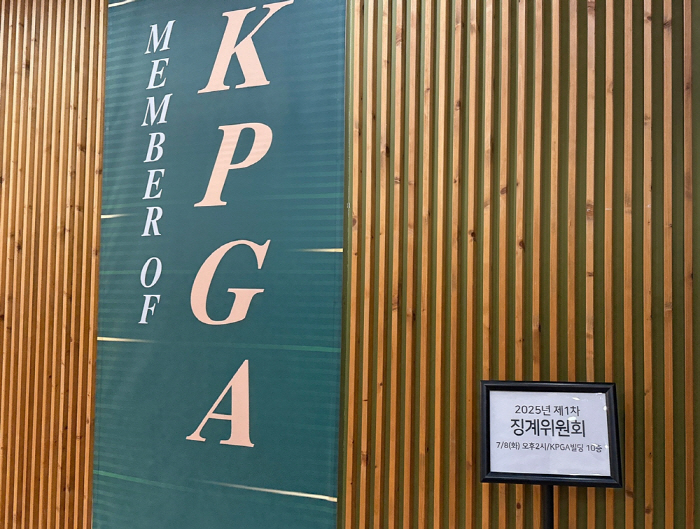 MEMBER OF
KPGA
2025년 제1차
징계위원회
7/8(화) 오후2시/KPGA빌딩 10층